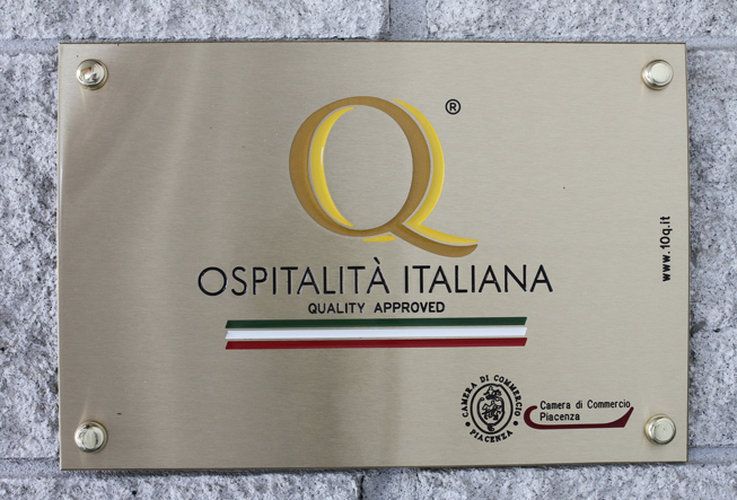 Q ®
OSPITALITÀ ITALIANA
QUALITY APPROVED
www.10q.it
CAMERA DI COMMERCIO
PIACENZA
Camera di Commercio
Piacenza